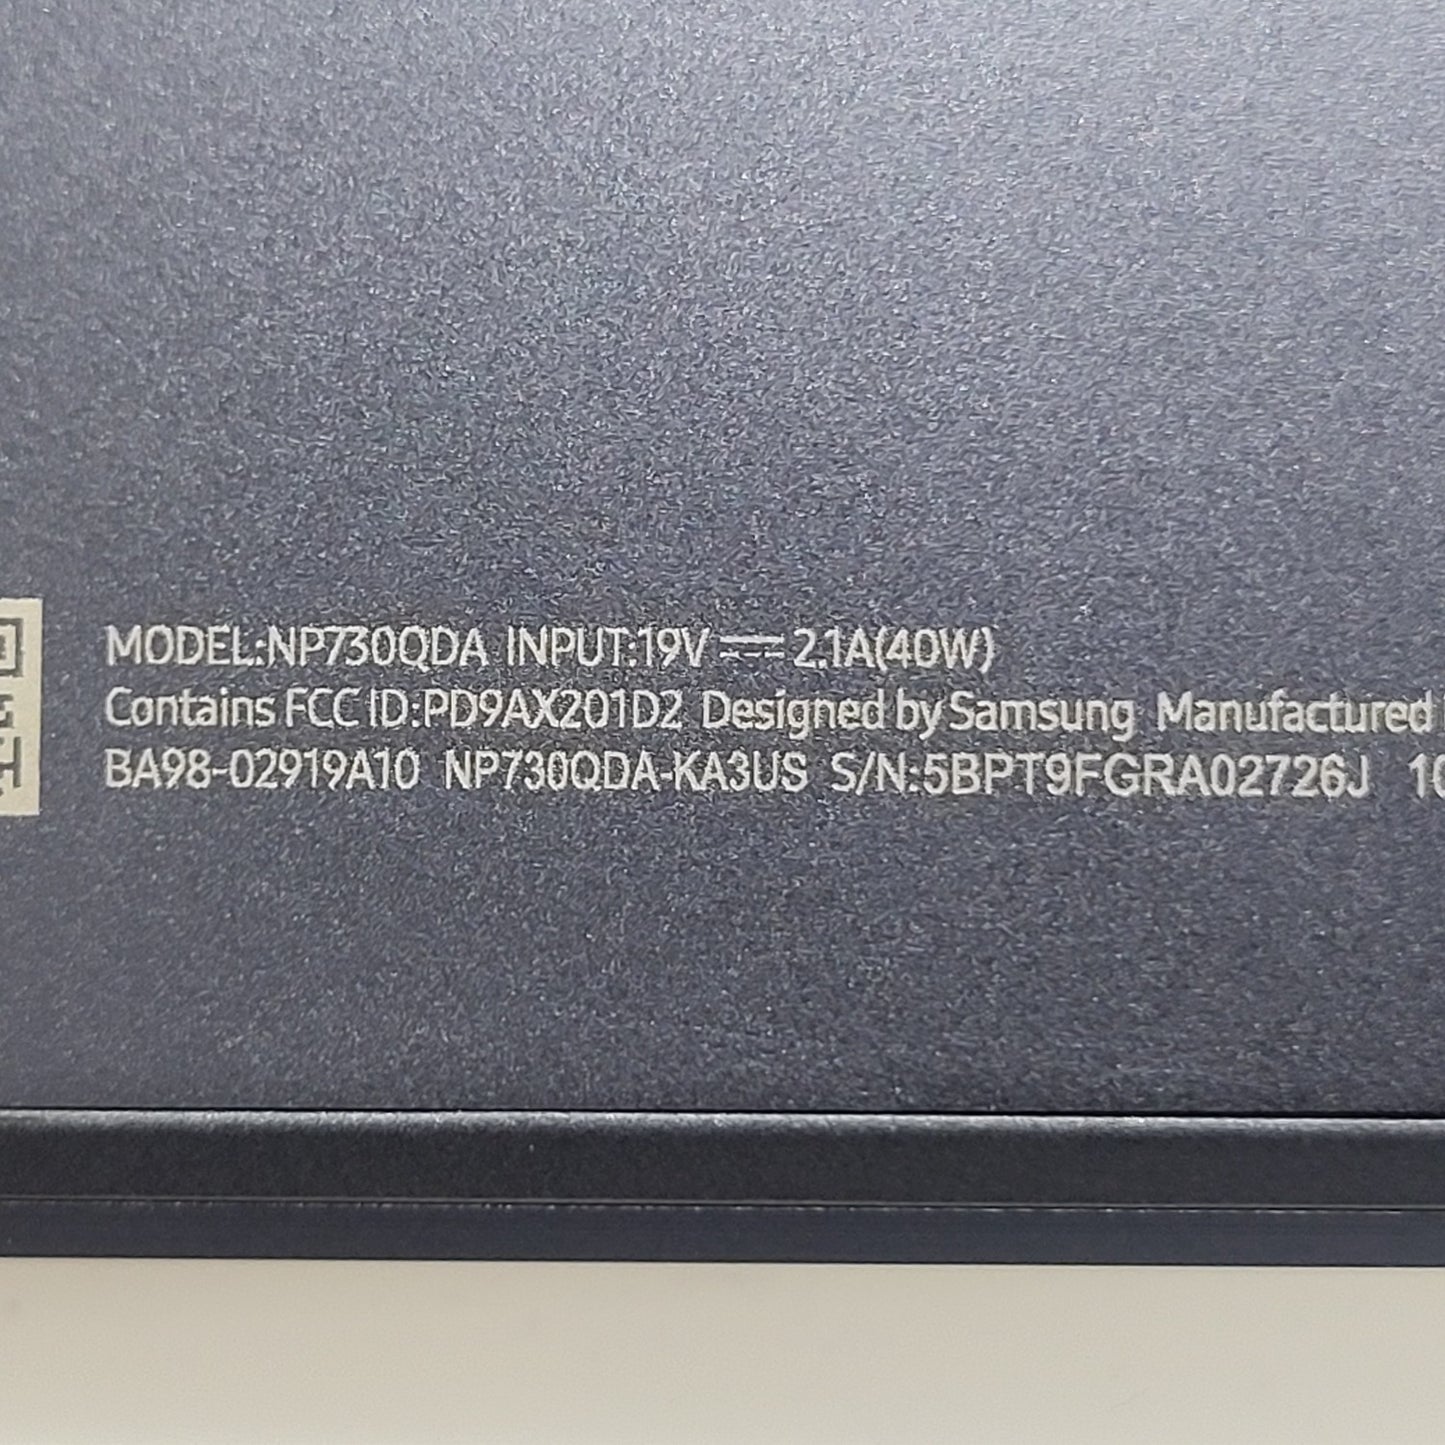 MODEL:NP730QDA INPUT:19V ⎓ 2.1A(40W)
Contains FCC ID:PD9AX201D2 Designed by Samsung Manufactured
BA98-02919A10 NP730QDA-KA3US S/N:5BPT9FGRA02726J